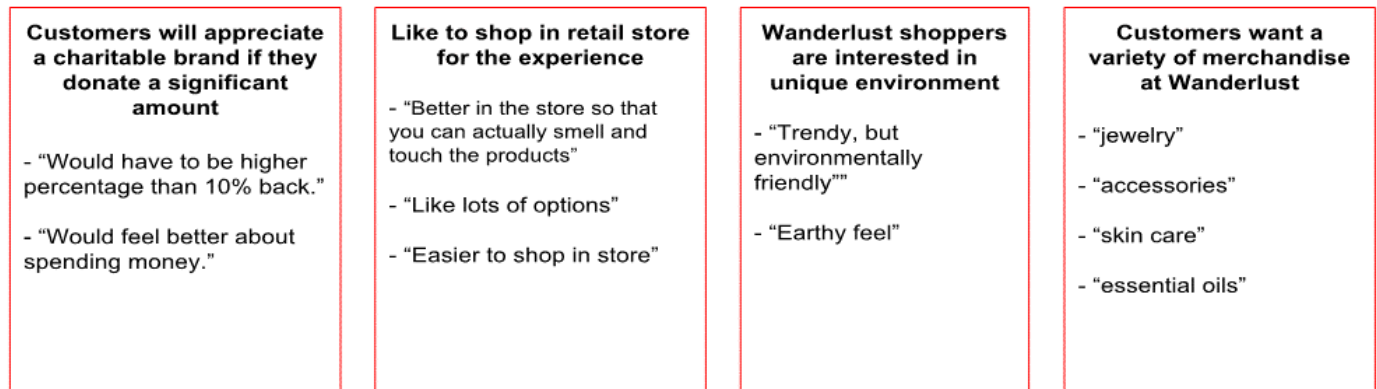 Customers will appreciate
a charitable brand if they
donate a significant
amount
- “Would have to be higher
percentage than 10% back.”
- “Would feel better about
spending money.”
Like to shop in retail store
for the experience
- “Better in the store so that
you can actually smell and
touch the products”
- “Like lots of options”
- “Easier to shop in store”
Wanderlust shoppers
are interested in
unique environment
- “Trendy, but
environmentally
friendly””
- “Earthy feel”
Customers want a
variety of merchandise
at Wanderlust
- “jewelry”
- “accessories”
- “skin care”
- “essential oils”